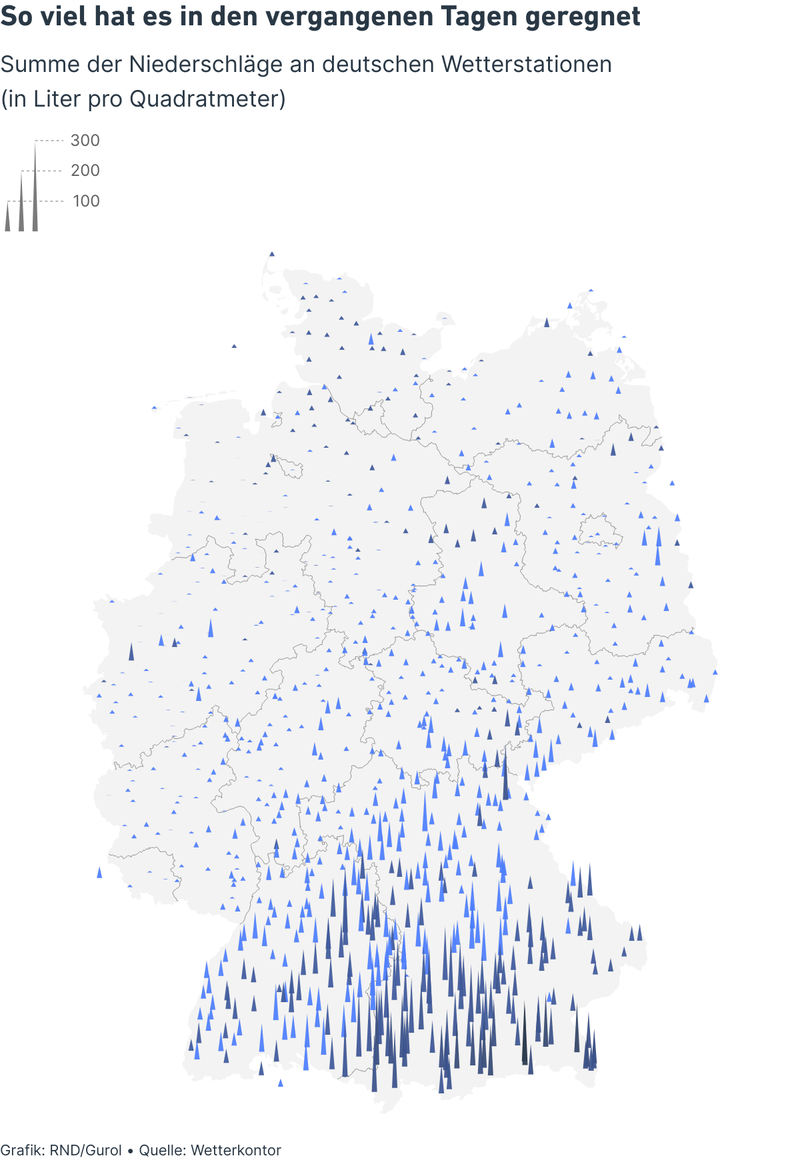 So viel hat es in den vergangenen Tagen geregnet
Summe der Niederschläge an deutschen Wetterstationen
(in Liter pro Quadratmeter)
300
200
100
Grafik: RND/Gurol • Quelle: Wetterkontor